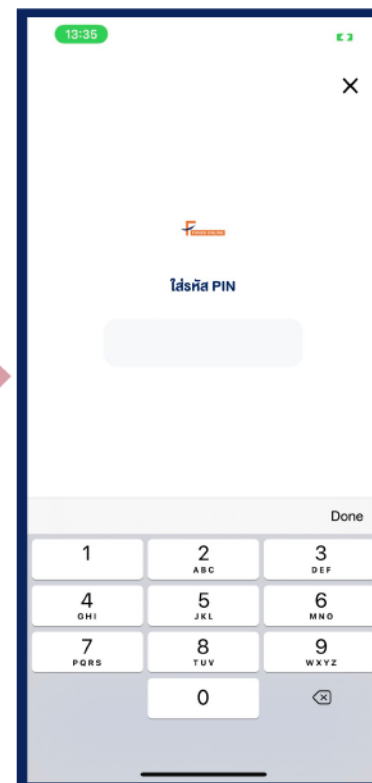 13:35
ใส่รหัส PIN
Done
1
2
ABC
3
DEF
4
GHI
5
JKL
6
MNO
7
PQRS
8
TUV
9
WXYZ
0